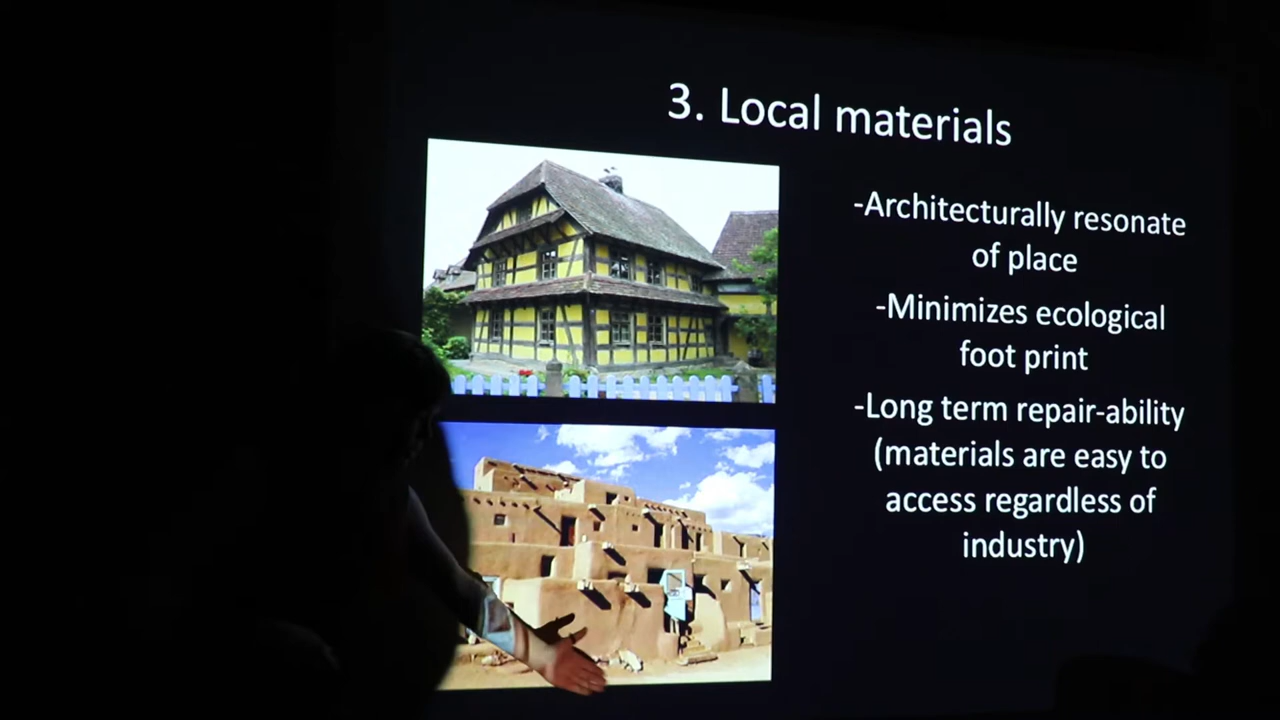 3. Local materials
-Architecturally resonate
of place
-Minimizes ecological
foot print
-Long term repair-ability
(materials are easy to
access regardless of
industry)